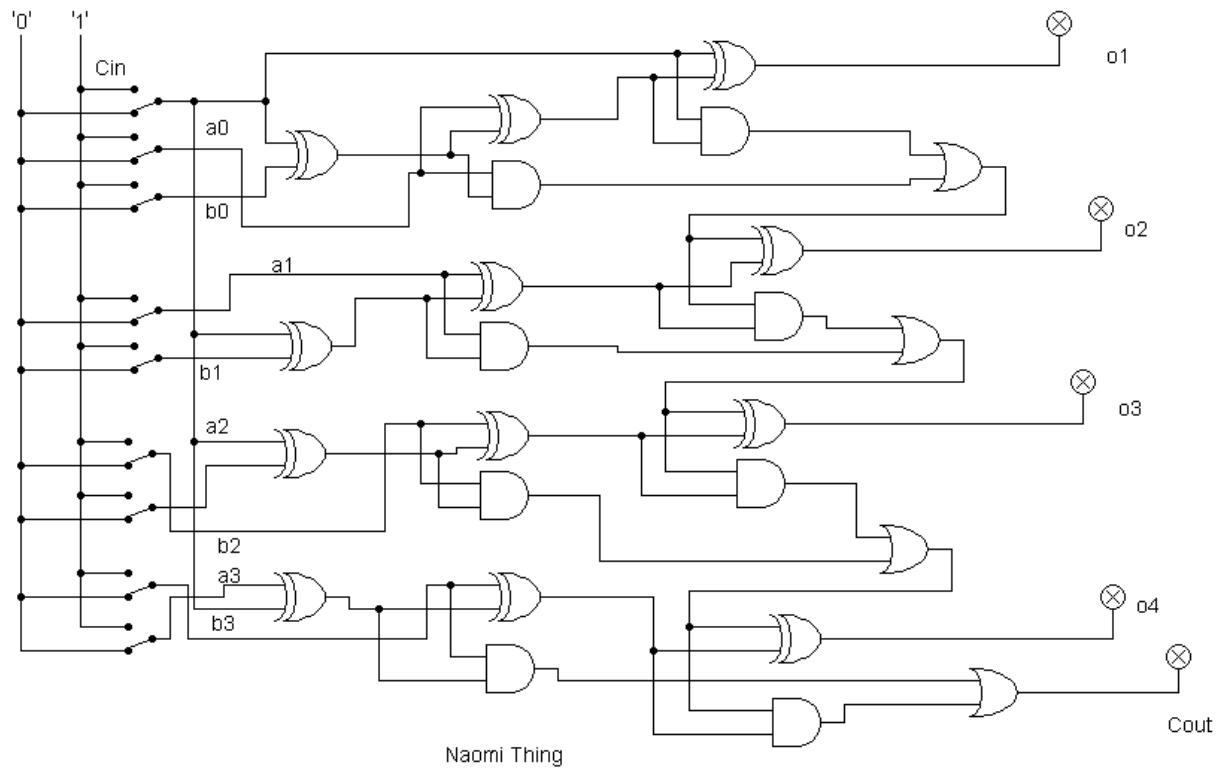 '0' '1'
Cin
o1
a0
b0
o2
a1
b1
o3
a2
b2
a3
o4
b3
Cout
Naomi Thing